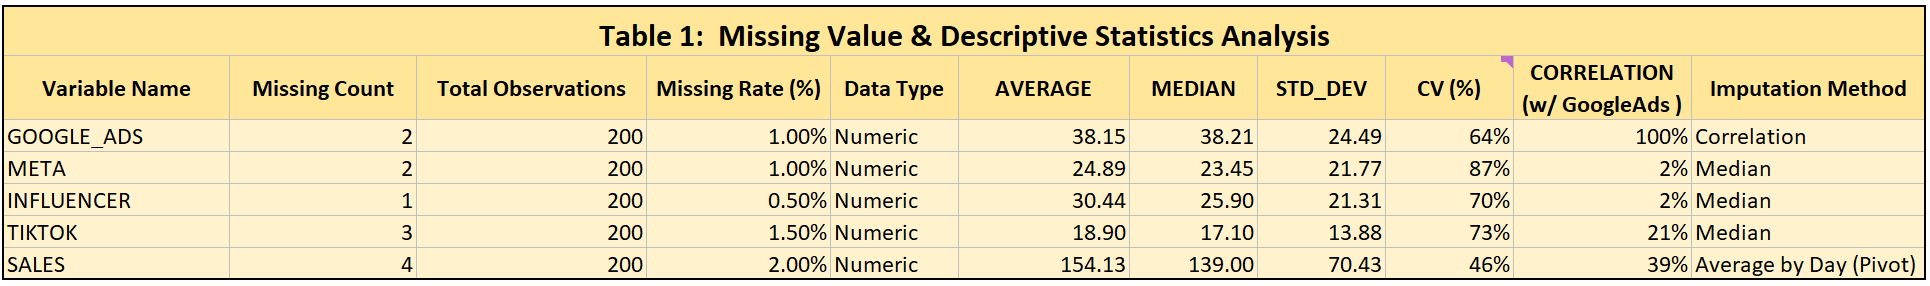 Table 1:  Missing Value & Descriptive Statistics Analysis
Variable Name Missing Count Total Observations Missing Rate (%) Data Type AVERAGE MEDIAN STD_DEV CV (%) CORRELATION (w/ GoogleAds ) Imputation Method
GOOGLE_ADS 2 200 1.00% Numeric 38.15 38.21 24.49 64% 100% Correlation
META 2 200 1.00% Numeric 24.89 23.45 21.77 87% 2% Median
INFLUENCER 1 200 0.50% Numeric 30.44 25.90 21.31 70% 2% Median
TIKTOK 3 200 1.50% Numeric 18.90 17.10 13.88 73% 21% Median
SALES 4 200 2.00% Numeric 154.13 139.00 70.43 46% 39% Average by Day (Pivot)